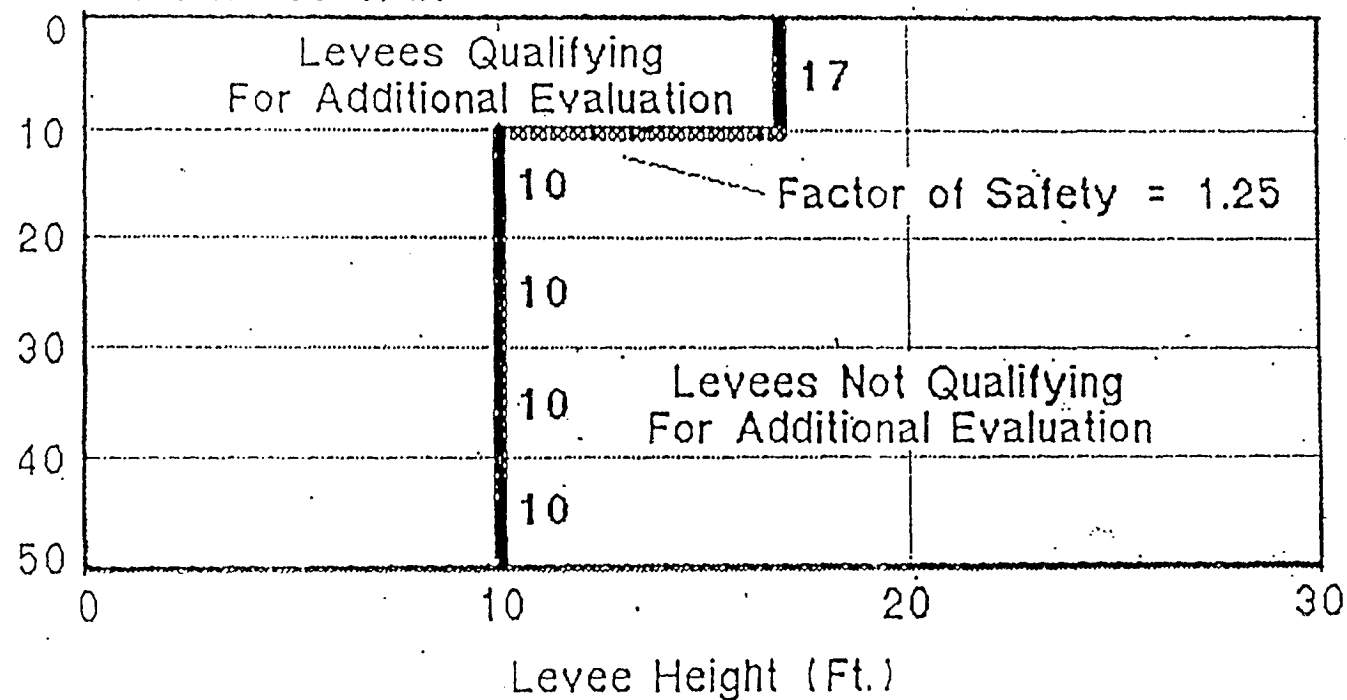 0
Levees Qualifying
For Additional Evaluation
17
10
10
Factor of Safety = 1.25
20
10
30
Levees Not Qualifying
For Additional Evaluation
10
40
10
50
0
10
20
30
Levee Height (Ft.)